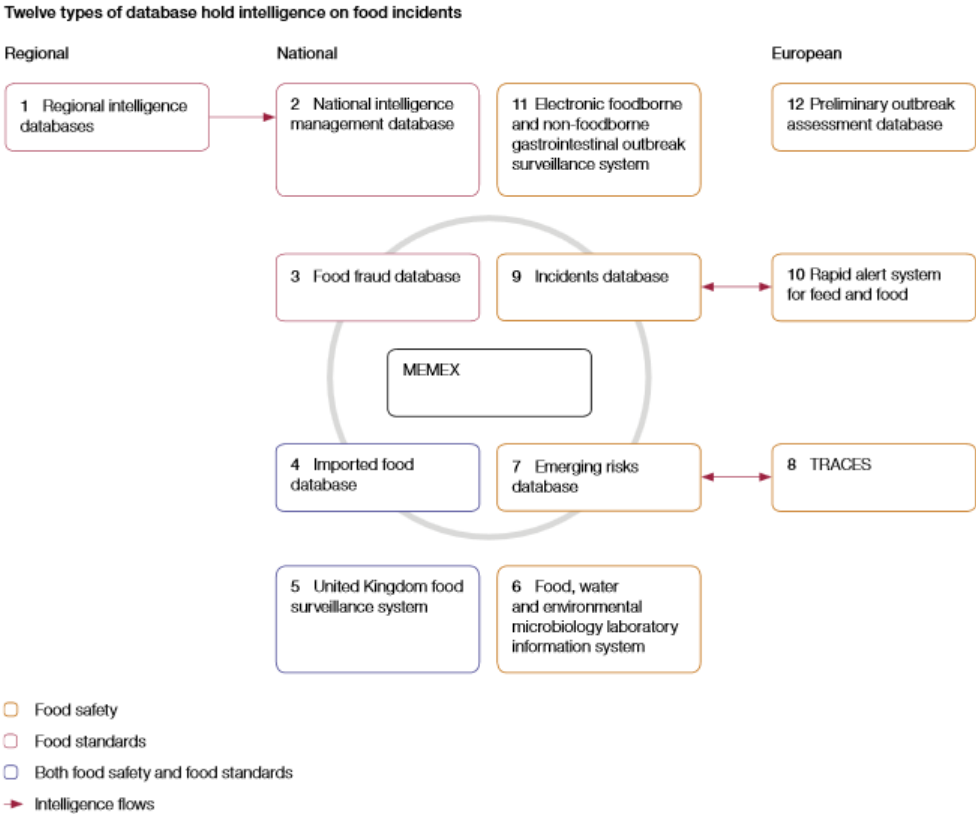 Twelve types of database hold intelligence on food incidents
Regional
National
European
1 Regional intelligence
databases
2 National intelligence
management database
11 Electronic foodborne
and non-foodborne
gastrointestinal outbreak
surveillance system
12 Preliminary outbreak
assessment database
3 Food fraud database
9 Incidents database
10 Rapid alert system
for feed and food
MEMEX
4 Imported food
database
7 Emerging risks
database
8 TRACES
5 United Kingdom food
surveillance system
6 Food, water
and environmental
microbiology laboratory
information system
Food safety
Food standards
Both food safety and food standards
Intelligence flows